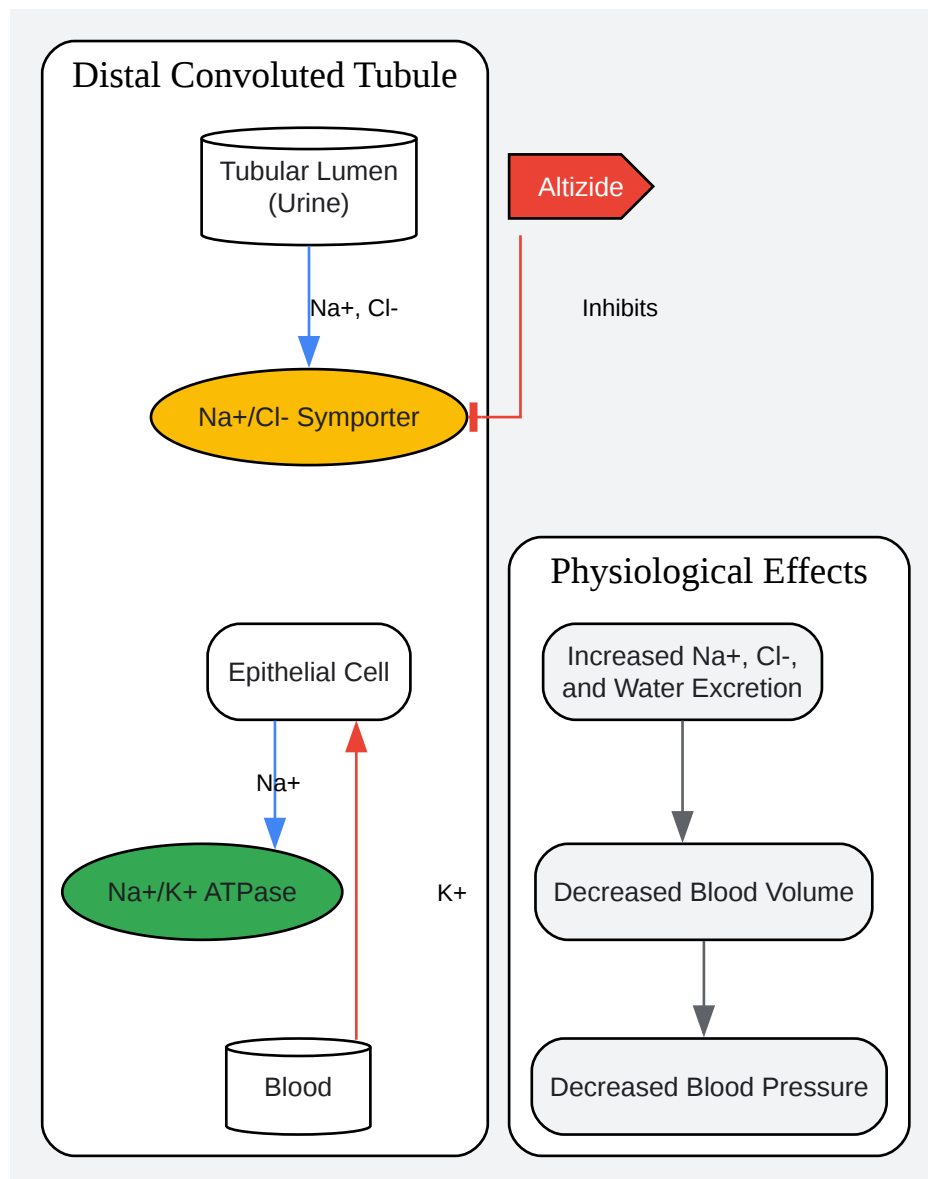 Distal Convoluted Tubule
Tubular Lumen
(Urine)
Altizide
Na+, Cl-
Inhibits
Na+/Cl- Symporter
Epithelial Cell
Na+
Na+/K+ ATPase
K+
Blood
Physiological Effects
Increased Na+, Cl-,
and Water Excretion
Decreased Blood Volume
Decreased Blood Pressure